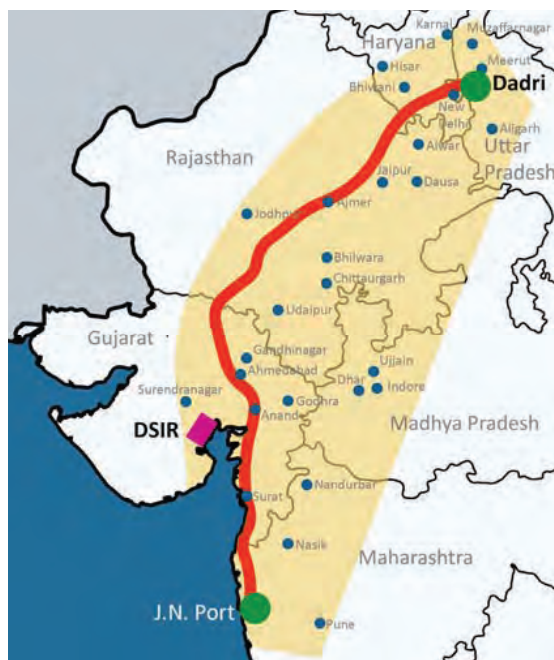 Karnal
Muzaffarnagar
Haryana
Meerut
Hisar
Bhiwani
Dadri
New
Delhi
Aligarh
Alwar
Uttar
Pradesh
Rajasthan
Jaipur
Dausa
Ajmer
Jodhpur
Bhilwara
Chittaurgarh
Udaipur
Gujarat
Gandhinagar
Ahmedabad
Ujjain
Dhar
Indore
Surendranagar
Godhra
Anand
Madhya Pradesh
DSIR
Nandurbar
Surat
Nasik
Maharashtra
J.N. Port
Pune